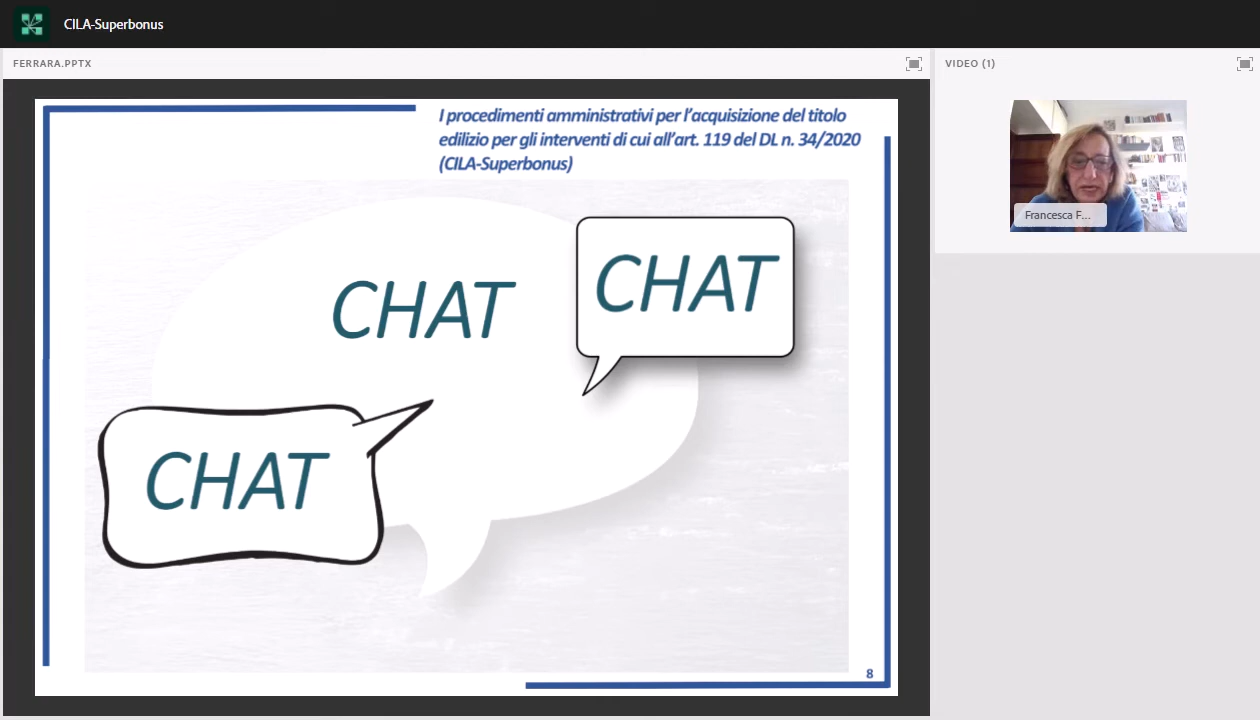 CILA-Superbonus
FERRARA.PPTX
VIDEO (1)
I procedimenti amministrativi per l'acquisizione del titolo
edilizio per gli interventi di cui all'art. 119 del DL n. 34/2020
(CILA-Superbonus)
CHAT
CHAT
CHAT
8
Francesca F...